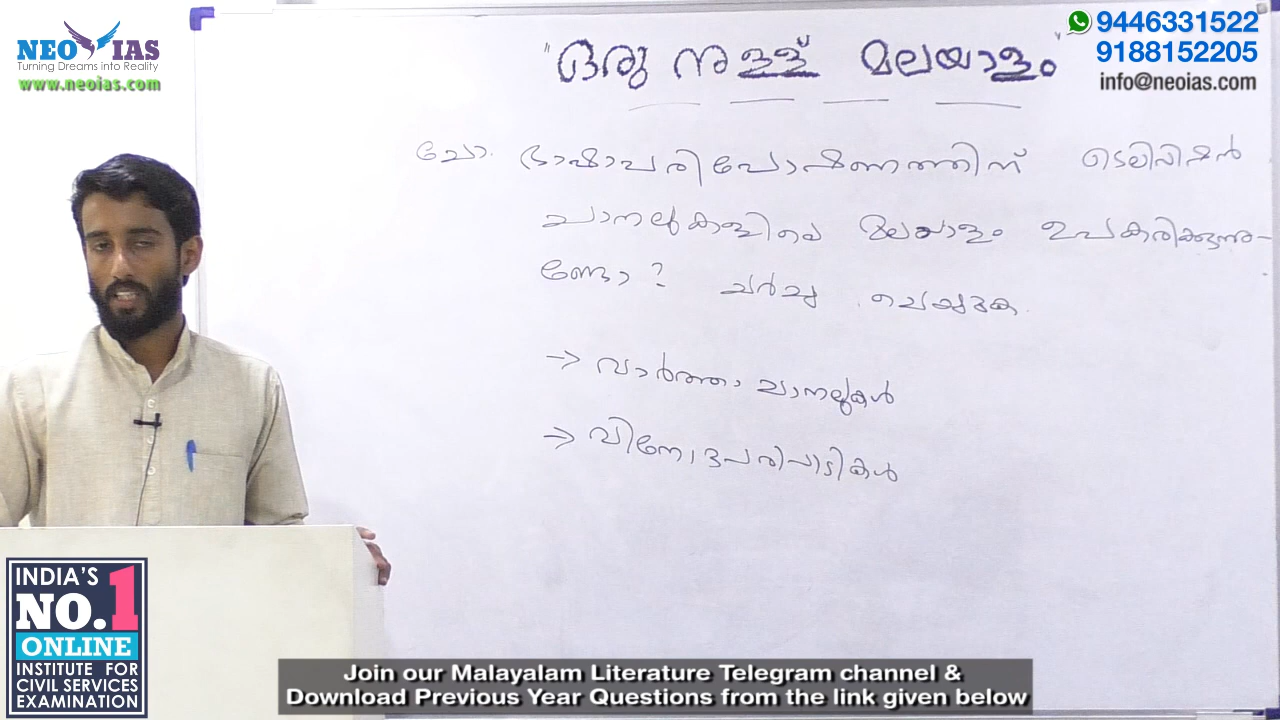 NEO IAS
Turning Dreams into Reality
www.neoias.com
9446331522
9188152205
info@neoias.com
"ഒരു നുള്ള് മലയാളം"
ചോ. ഭാഷാപരിപോഷണത്തിന് ടെലിവിഷൻ
ചാനലുകളിലെ മലയാളം ഉപകരിക്കുന്നു-
ണ്ടോ? ചർച്ച ചെയ്യുക.
→ വാർത്താ ചാനലുകൾ
→ വിനോദപരിപാടികൾ
INDIA'S
NO.1
ONLINE
INSTITUTE FOR
CIVIL SERVICES
EXAMINATION
Join our Malayalam Literature Telegram channel &
Download Previous Year Questions from the link given below